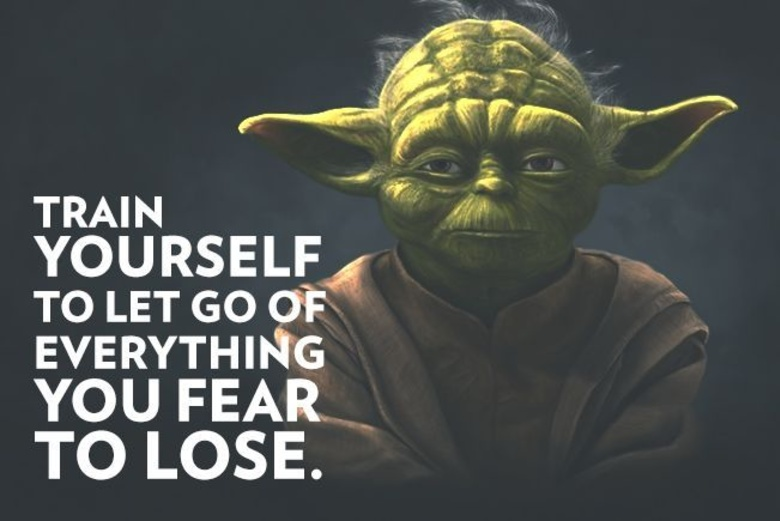 TRAIN
YOURSELF
TO LET GO OF
EVERYTHING
YOU FEAR
TO LOSE.